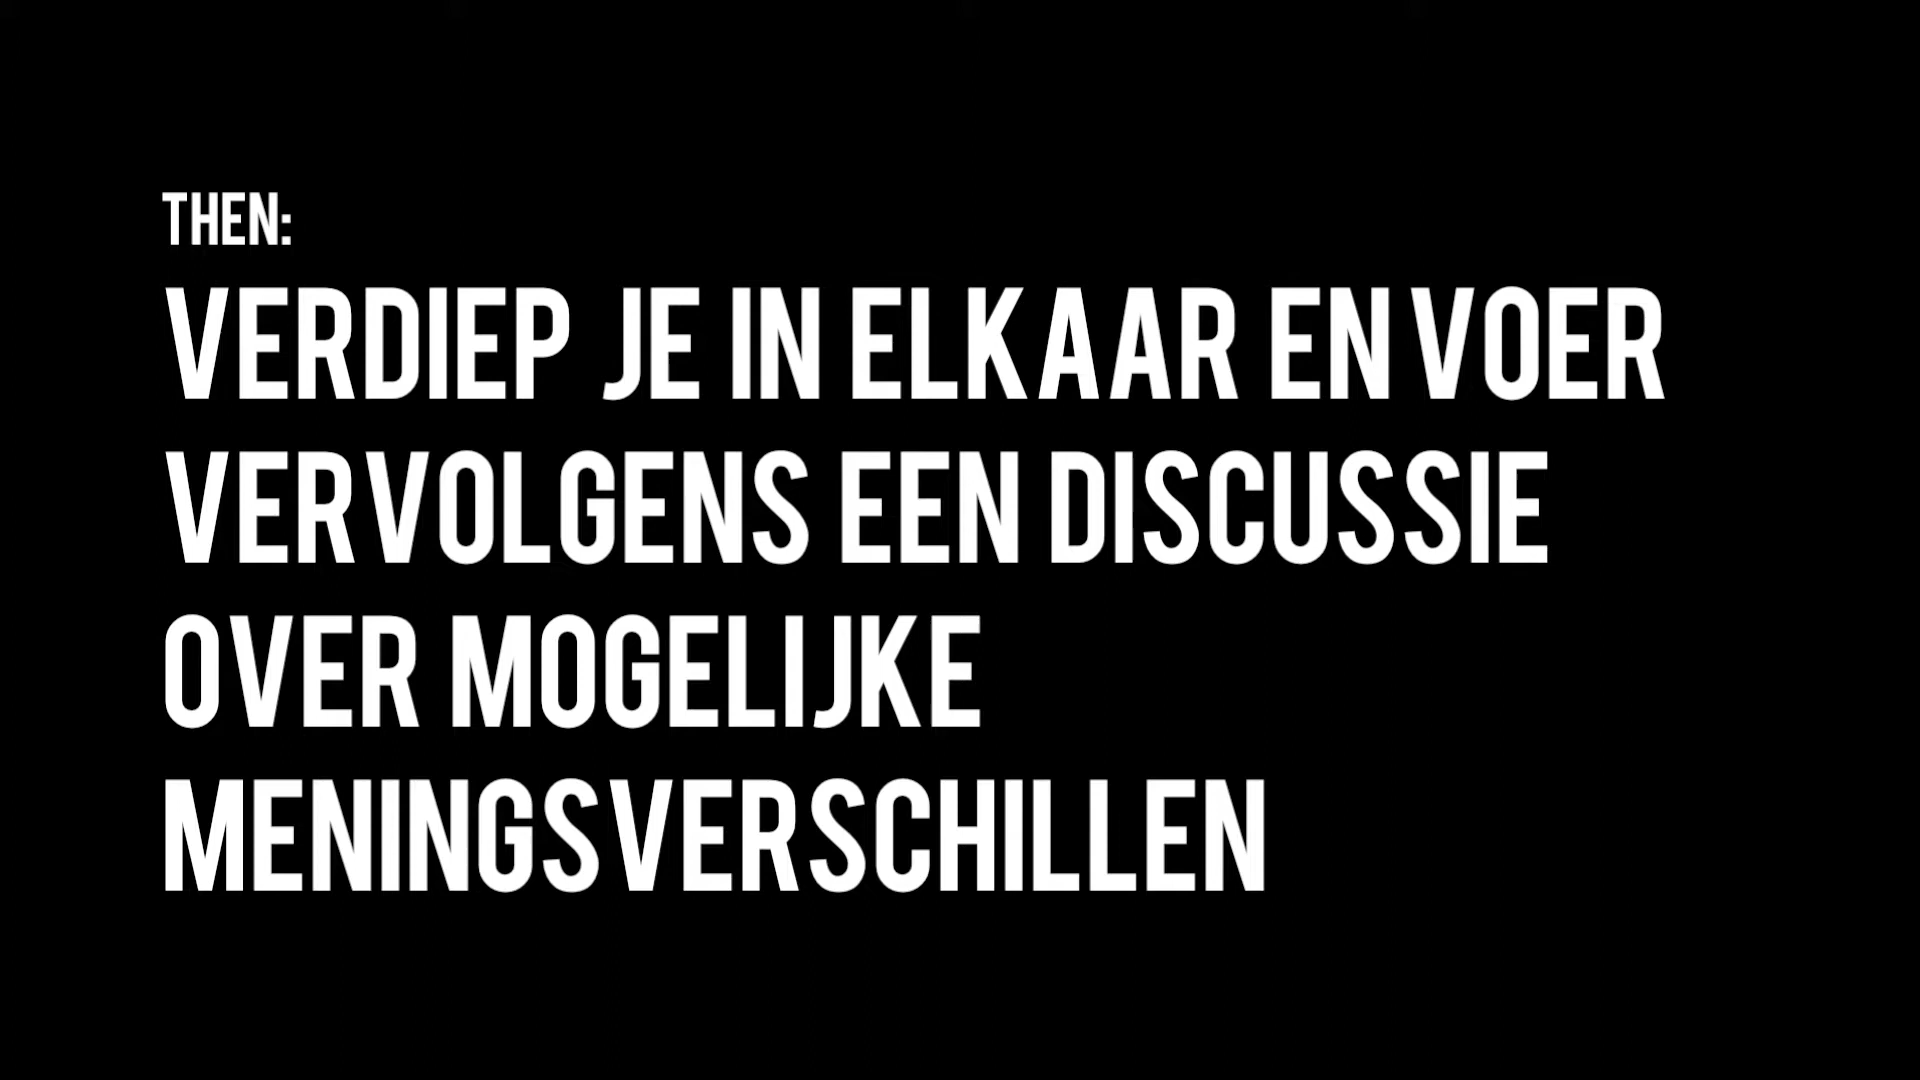 THEN:
VERDIEP JE IN ELKAAR EN VOER
VERVOLGENS EEN DISCUSSIE
OVER MOGELIJKE
MENINGSVERSCHILLEN